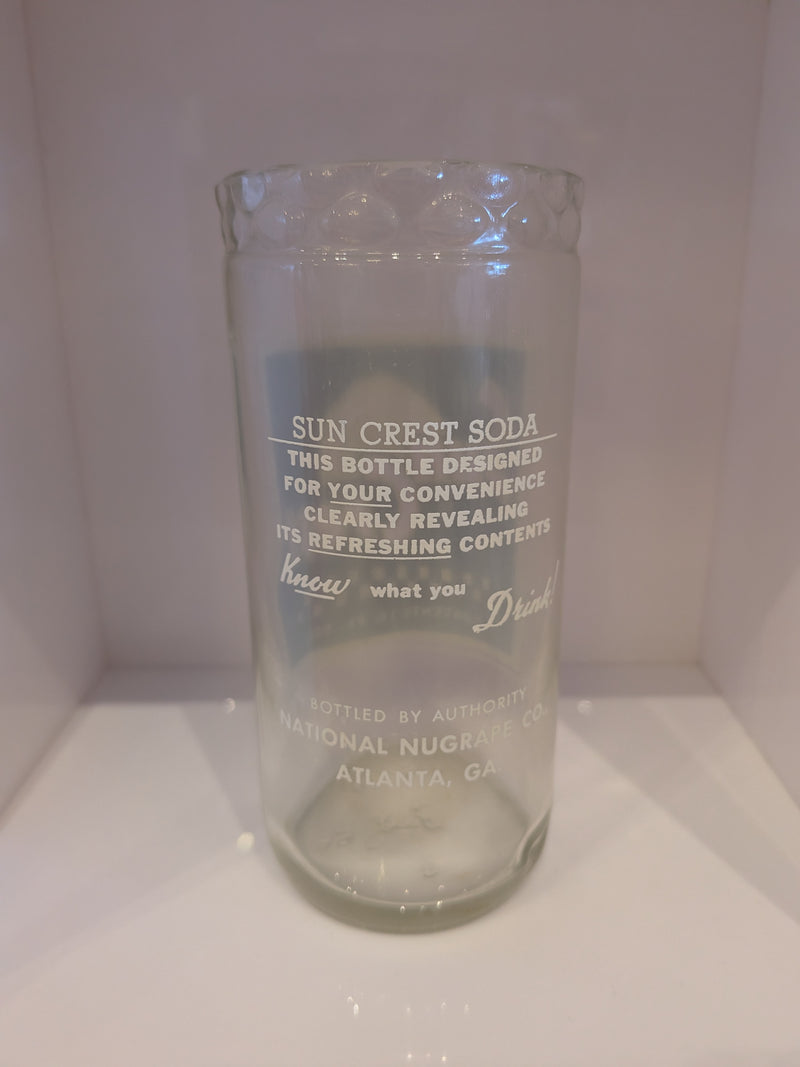 SUN CREST SODA
THIS BOTTLE DESIGNED
FOR YOUR CONVENIENCE
CLEARLY REVEALING
ITS REFRESHING CONTENTS
Know what you Drink!
BOTTLED BY AUTHORITY
NATIONAL NUGRAPE CO.
ATLANTA, GA.